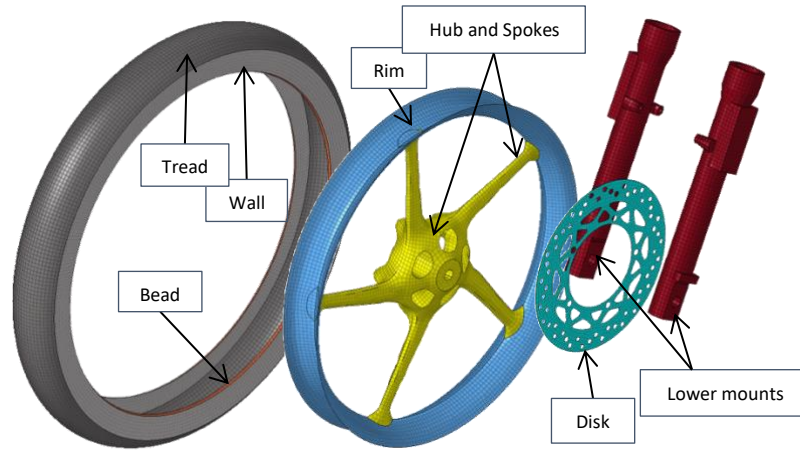 Hub and Spokes
Rim
Tread
Wall
Bead
Disk
Lower mounts